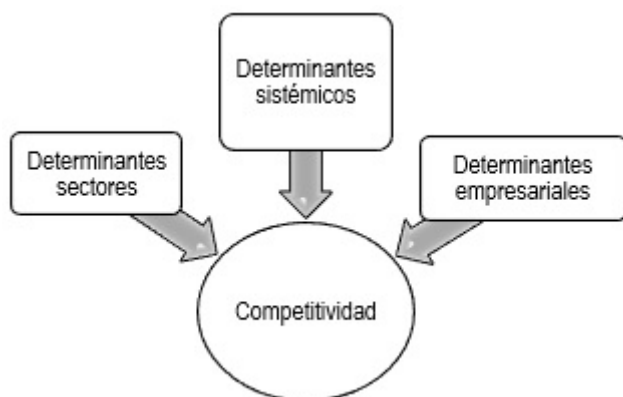 Determinantes
sistémicos
Determinantes
sectores
Determinantes
empresariales
Competitividad